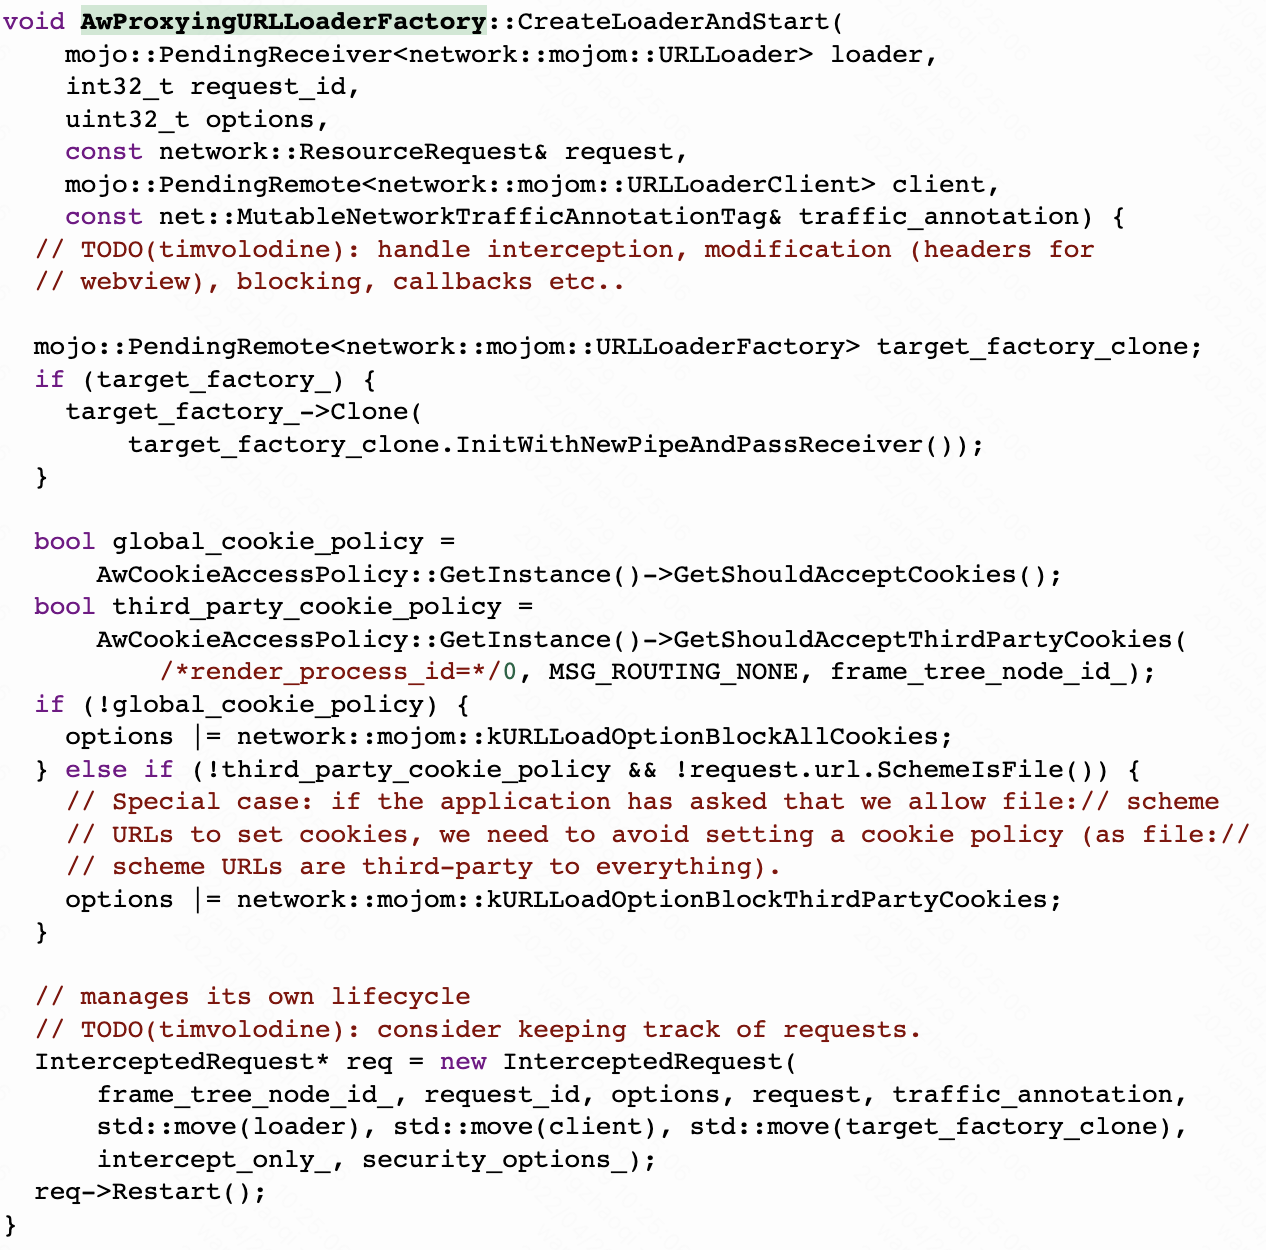 void AwProxyingURLLoaderFactory::CreateLoaderAndStart(
    mojo::PendingReceiver<network::mojom::URLLoader> loader,
    int32_t request_id,
    uint32_t options,
    const network::ResourceRequest& request,
    mojo::PendingRemote<network::mojom::URLLoaderClient> client,
    const net::MutableNetworkTrafficAnnotationTag& traffic_annotation) {
  // TODO(timvolodine): handle interception, modification (headers for
  // webview), blocking, callbacks etc..

  mojo::PendingRemote<network::mojom::URLLoaderFactory> target_factory_clone;
  if (target_factory_) {
    target_factory_->Clone(
        target_factory_clone.InitWithNewPipeAndPassReceiver());
  }

  bool global_cookie_policy =
      AwCookieAccessPolicy::GetInstance()->GetShouldAcceptCookies();
  bool third_party_cookie_policy =
      AwCookieAccessPolicy::GetInstance()->GetShouldAcceptThirdPartyCookies(
          /*render_process_id=*/0, MSG_ROUTING_NONE, frame_tree_node_id_);
  if (!global_cookie_policy) {
    options |= network::mojom::kURLLoadOptionBlockAllCookies;
  } else if (!third_party_cookie_policy && !request.url.SchemeIsFile()) {
    // Special case: if the application has asked that we allow file:// scheme
    // URLs to set cookies, we need to avoid setting a cookie policy (as file://
    // scheme URLs are third-party to everything).
    options |= network::mojom::kURLLoadOptionBlockThirdPartyCookies;
  }

  // manages its own lifecycle
  // TODO(timvolodine): consider keeping track of requests.
  InterceptedRequest* req = new InterceptedRequest(
      frame_tree_node_id_, request_id, options, request, traffic_annotation,
      std::move(loader), std::move(client), std::move(target_factory_clone),
      intercept_only_, security_options_);
  req->Restart();
}